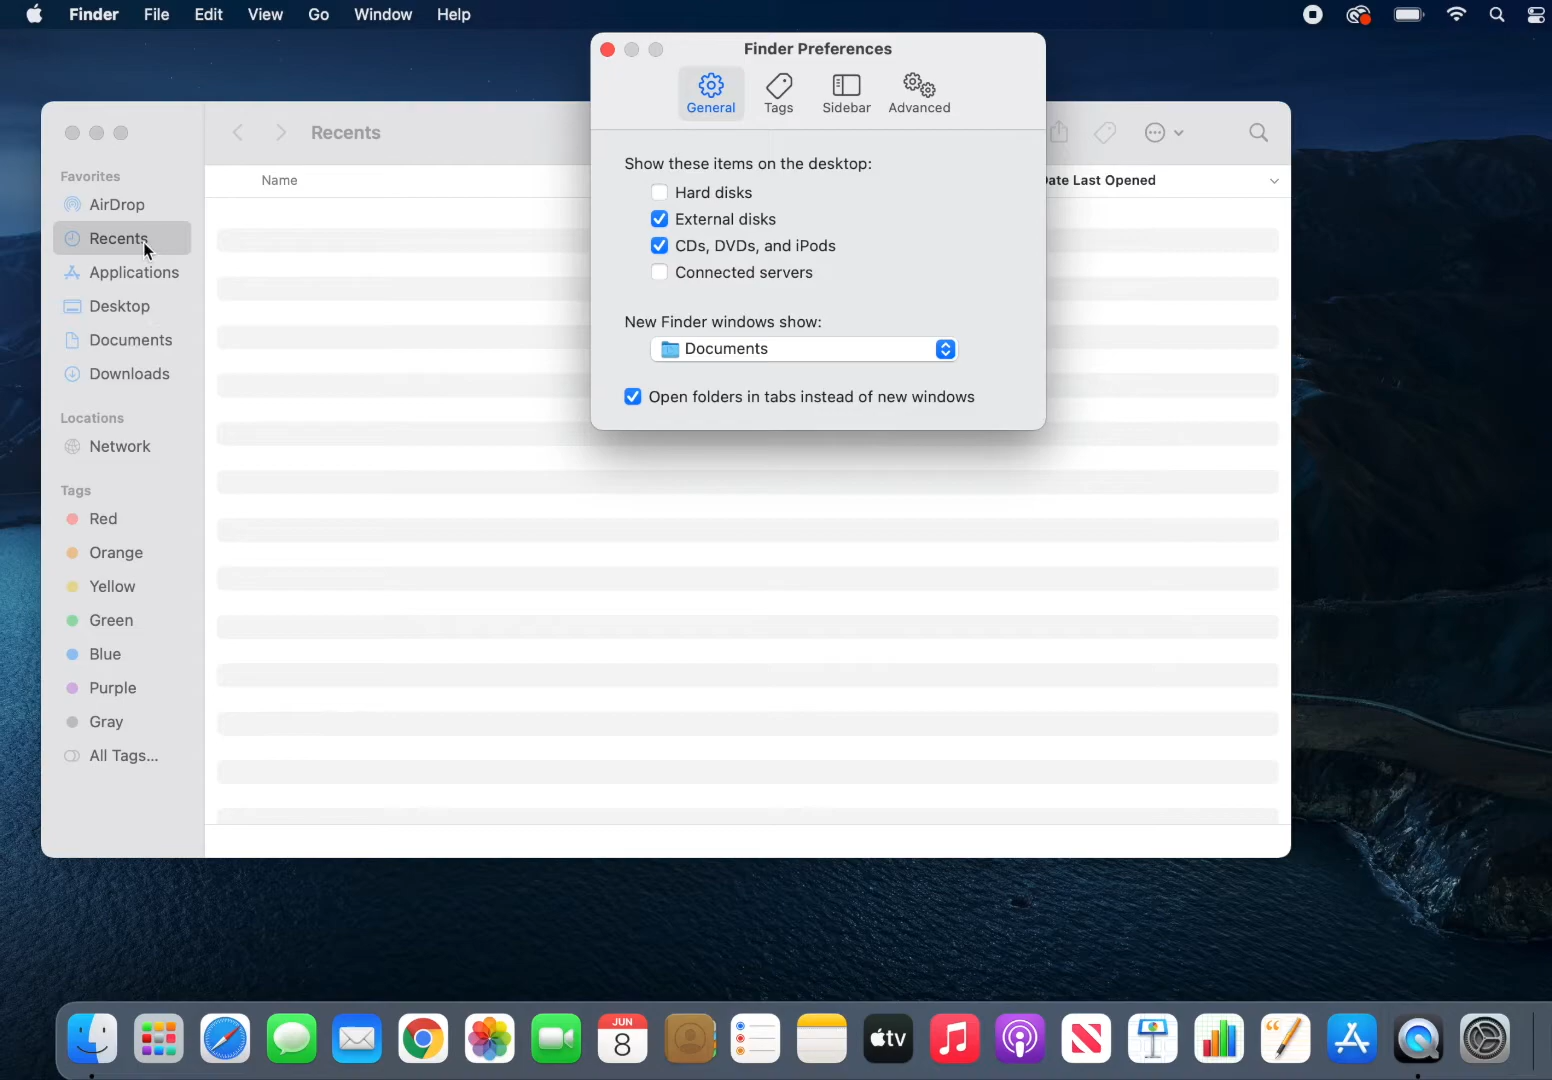 Finder File Edit View Go Window Help
Finder Preferences
General Tags Sidebar Advanced
Show these items on the desktop:
Hard disks
External disks
CDs, DVDs, and iPods
Connected servers
New Finder windows show:
Documents
Open folders in tabs instead of new windows
Recents
Name
Date Last Opened
Favorites
AirDrop
Recents
Applications
Desktop
Documents
Downloads
Locations
Network
Tags
Red
Orange
Yellow
Green
Blue
Purple
Gray
All Tags...
JUN
8
tv